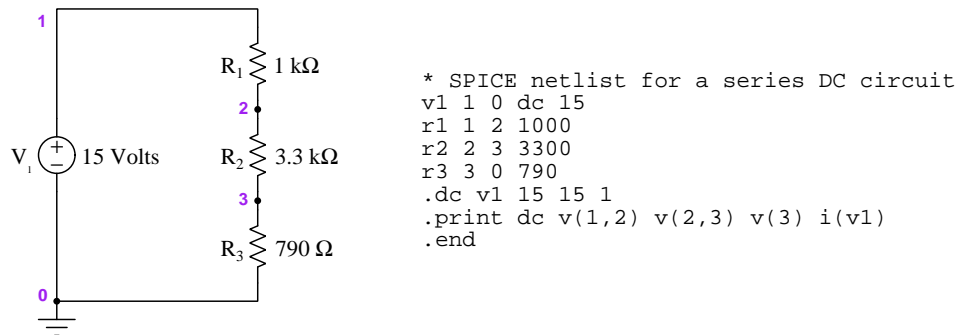 1
R₁ 1 kΩ
2
V₁ + − 15 Volts
R₂ 3.3 kΩ
3
R₃ 790 Ω
0
* SPICE netlist for a series DC circuit
v1 1 0 dc 15
r1 1 2 1000
r2 2 3 3300
r3 3 0 790
.dc v1 15 15 1
.print dc v(1,2) v(2,3) v(3) i(v1)
.end